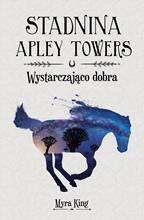 STADNINA
APLEY TOWERS
Wystarczająco dobra
Myra King